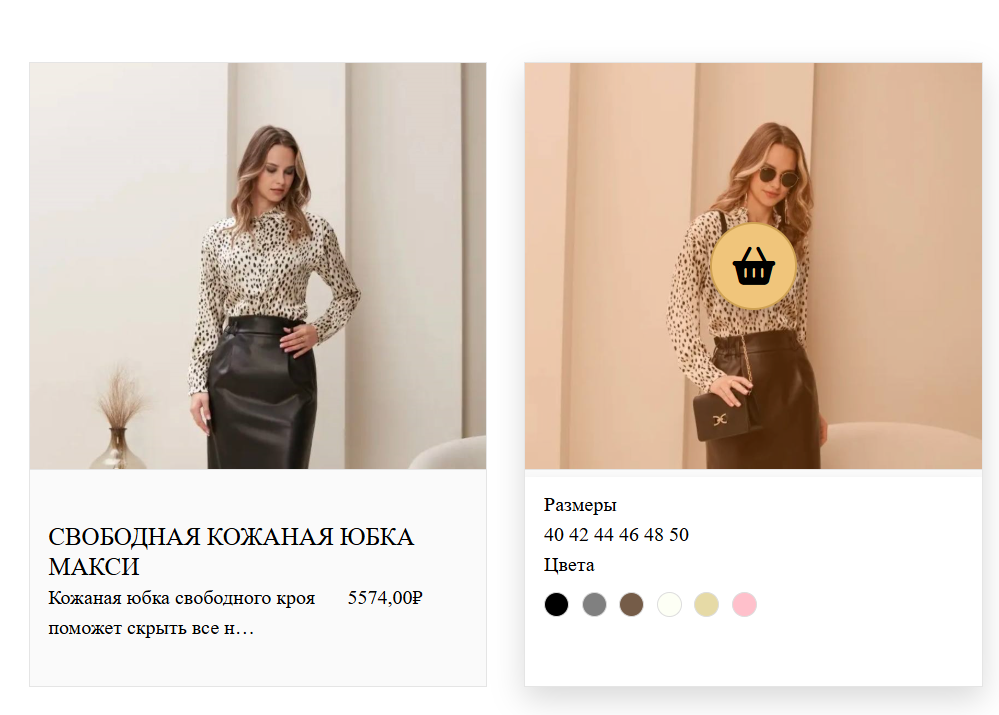 СВОБОДНАЯ КОЖАНАЯ ЮБКА
МАКСИ
Кожаная юбка свободного кроя 5574,00₽
поможет скрыть все н…
Размеры
40 42 44 46 48 50
Цвета